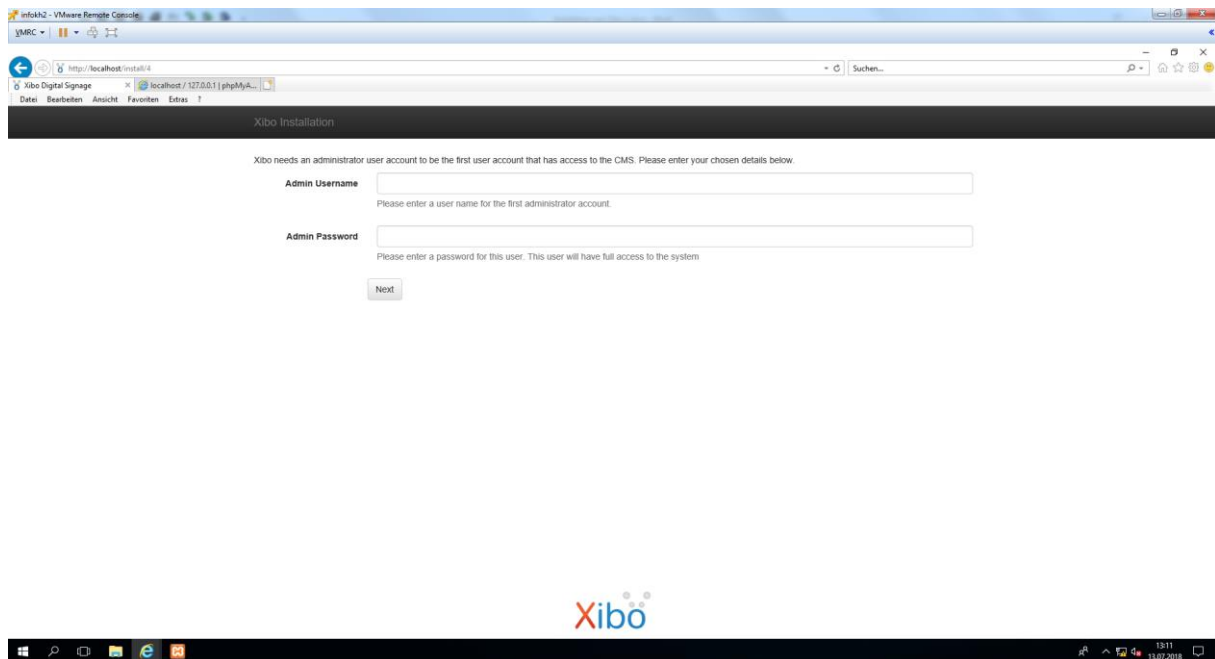 infokh2 - VMware Remote Console
VMRC
http://localhost/install/4
Suchen...
Xibo Digital Signage
localhost / 127.0.0.1 | phpMyA...
Datei Bearbeiten Ansicht Favoriten Extras ?
Xibo Installation
Xibo needs an administrator user account to be the first user account that has access to the CMS. Please enter your chosen details below.
Admin Username
Please enter a user name for the first administrator account.
Admin Password
Please enter a password for this user. This user will have full access to the system
Next
Xibo
13:11
13.07.2018